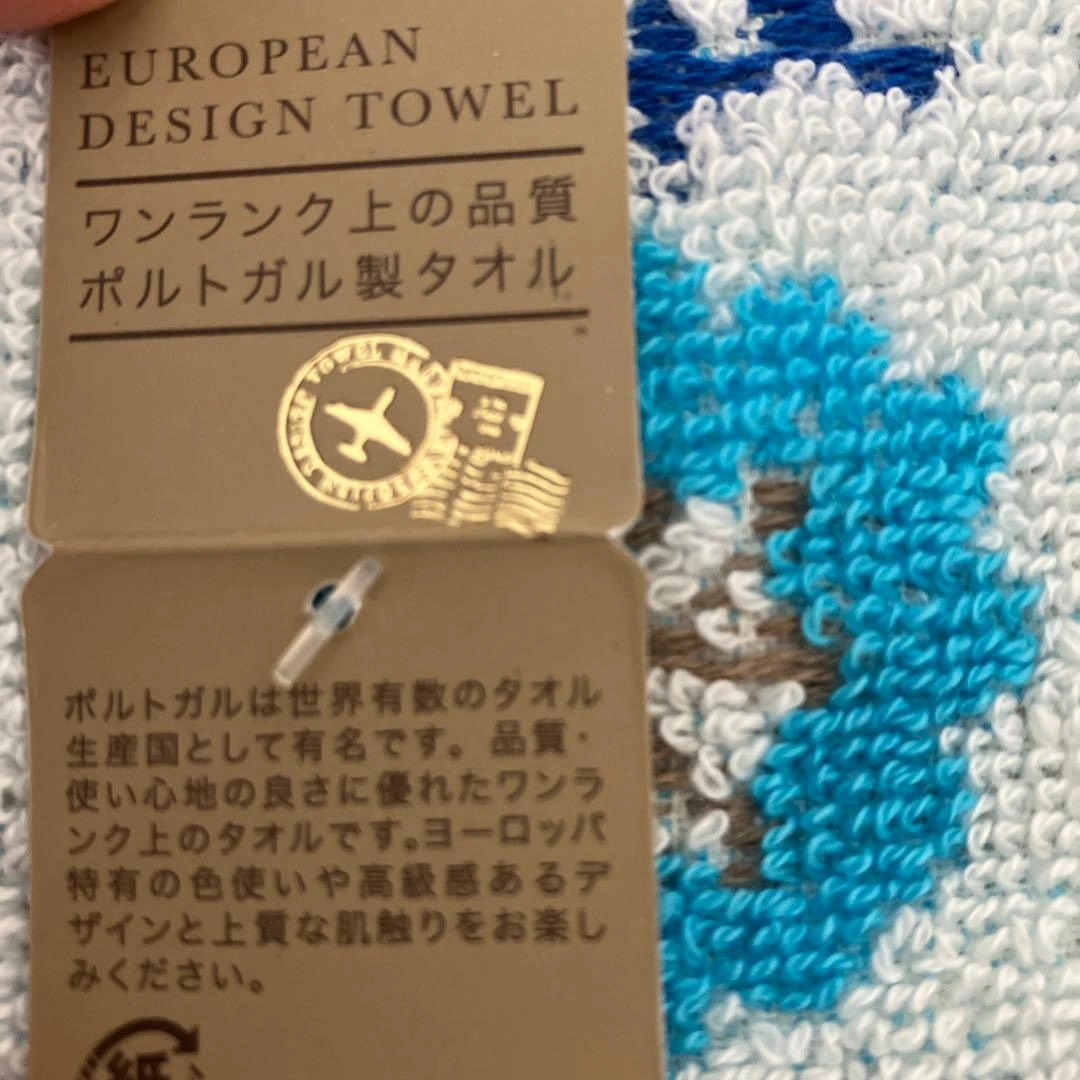 EUROPEAN
DESIGN TOWEL
ワンランク上の品質
ポルトガル製タオル
ポルトガルは世界有数のタオル
生産国として有名です。品質・
使い心地の良さに優れたワンラ
ンク上のタオルです。ヨーロッパ
特有の色使いや高級感あるデ
ザインと上質な肌触りをお楽し
みください。
紙